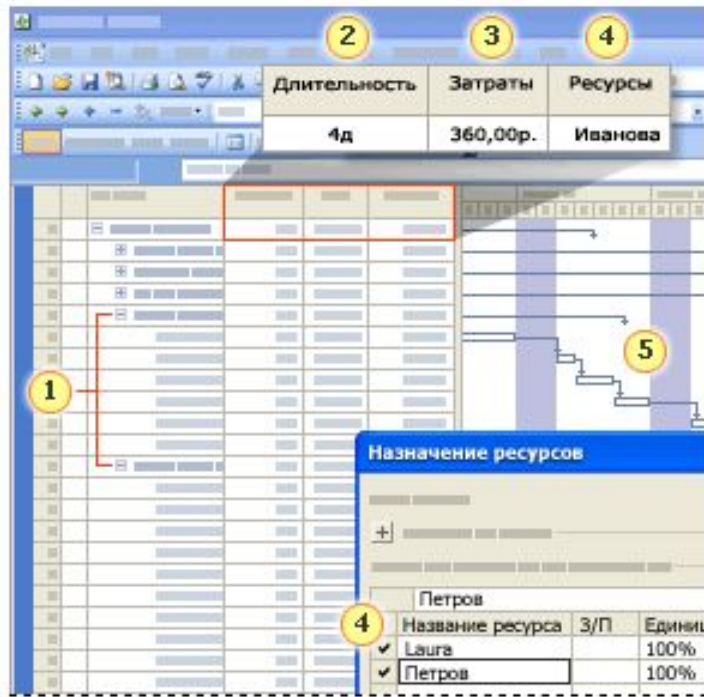 2 3 4
Длительность Затраты Ресурсы
4д 360,00р. Иванова
5
1
Назначение ресурсов
Петров
4 Название ресурса З/П Единиц
Laura 100%
Петров 100%